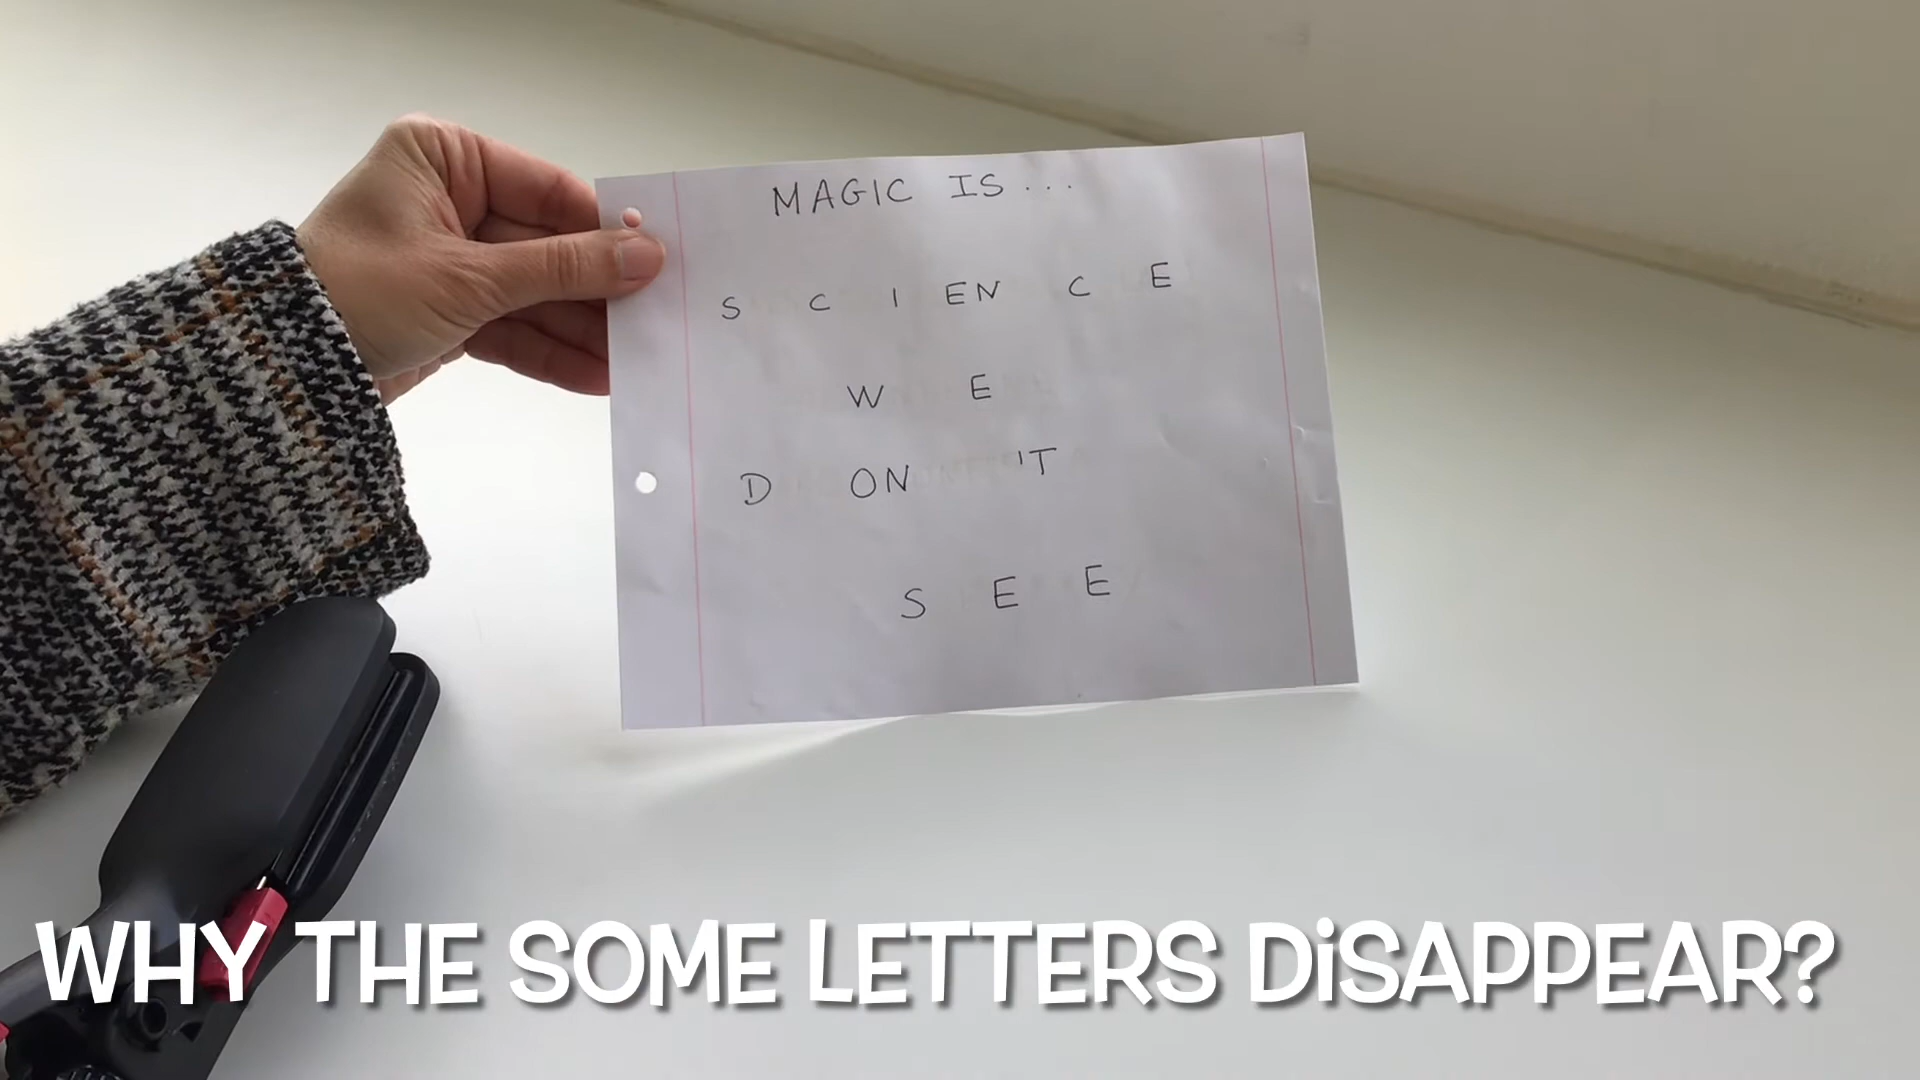 MAGIC IS...
S C I EN C E
W E
D ON 'T
S E E
WHY THE SOME LETTERS DiSAPPEAR?